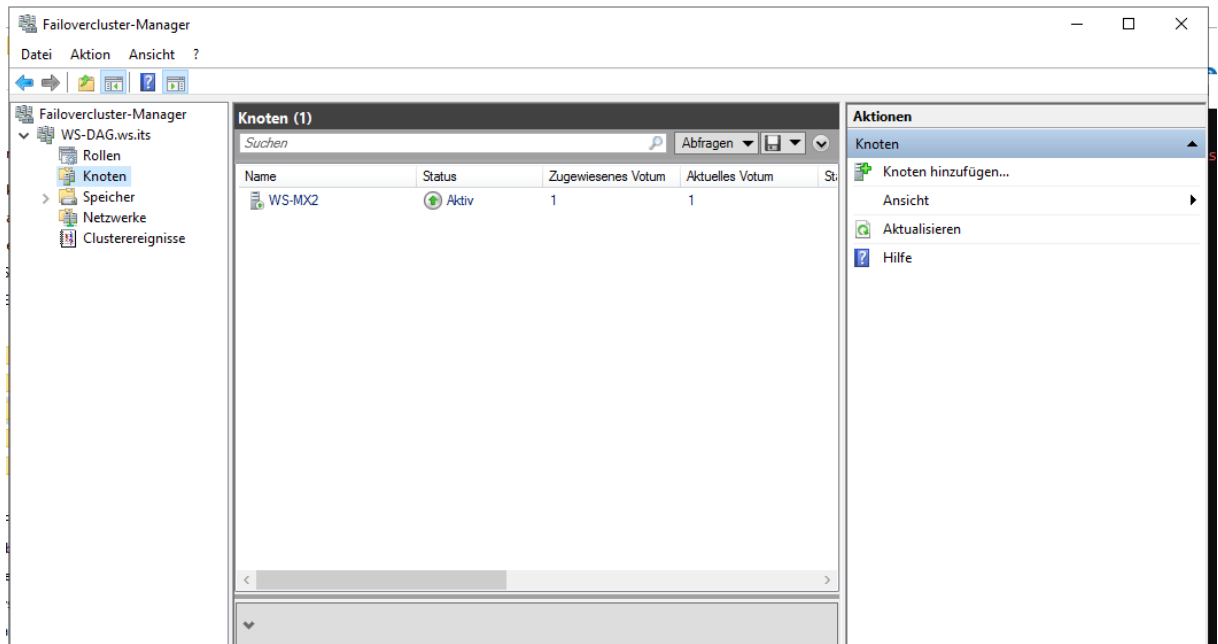 Failovercluster-Manager
Datei Aktion Ansicht ?
Failovercluster-Manager
WS-DAG.ws.its
Rollen
Knoten
Speicher
Netzwerke
Clusterereignisse
Knoten (1)
Suchen
Abfragen
Name Status Zugewiesenes Votum Aktuelles Votum
WS-MX2 Aktiv 1 1
Aktionen
Knoten
Knoten hinzufügen...
Ansicht
Aktualisieren
Hilfe